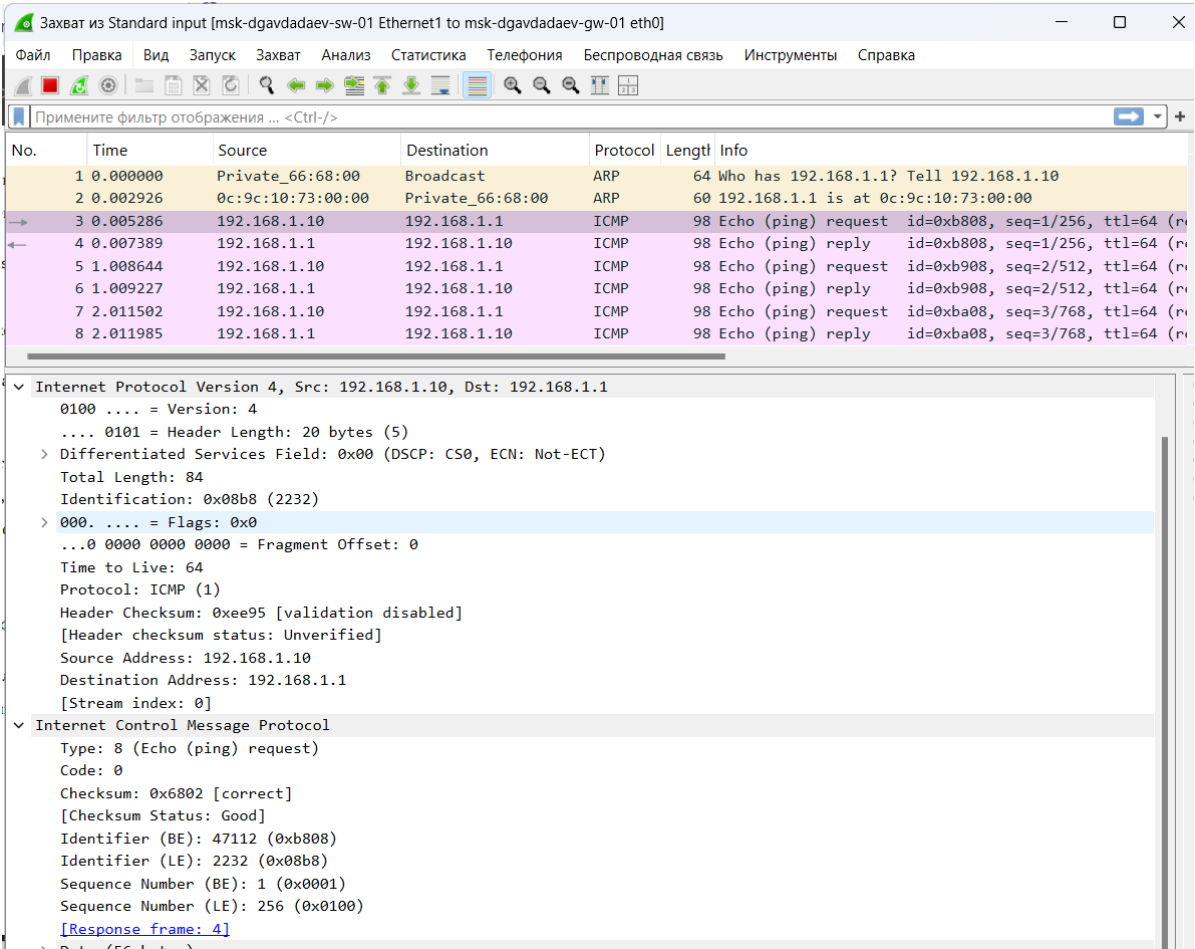 Захват из Standard input [msk-dgavdadaev-sw-01 Ethernet1 to msk-dgavdadaev-gw-01 eth0]
Файл Правка Вид Запуск Захват Анализ Статистика Телефония Беспроводная связь Инструменты Справка
Примените фильтр отображения ... <Ctrl-/>
No. Time Source Destination Protocol Lengtl Info
1 0.000000 Private_66:68:00 Broadcast ARP 64 Who has 192.168.1.1? Tell 192.168.1.10
2 0.002926 0c:9c:10:73:00:00 Private_66:68:00 ARP 60 192.168.1.1 is at 0c:9c:10:73:00:00
3 0.005286 192.168.1.10 192.168.1.1 ICMP 98 Echo (ping) request id=0xb808, seq=1/256, ttl=64 (r
4 0.007389 192.168.1.1 192.168.1.10 ICMP 98 Echo (ping) reply id=0xb808, seq=1/256, ttl=64 (r
5 1.008644 192.168.1.10 192.168.1.1 ICMP 98 Echo (ping) request id=0xb908, seq=2/512, ttl=64 (r
6 1.009227 192.168.1.1 192.168.1.10 ICMP 98 Echo (ping) reply id=0xb908, seq=2/512, ttl=64 (r
7 2.011502 192.168.1.10 192.168.1.1 ICMP 98 Echo (ping) request id=0xba08, seq=3/768, ttl=64 (r
8 2.011985 192.168.1.1 192.168.1.10 ICMP 98 Echo (ping) reply id=0xba08, seq=3/768, ttl=64 (r
Internet Protocol Version 4, Src: 192.168.1.10, Dst: 192.168.1.1
0100 .... = Version: 4
.... 0101 = Header Length: 20 bytes (5)
Differentiated Services Field: 0x00 (DSCP: CS0, ECN: Not-ECT)
Total Length: 84
Identification: 0x08b8 (2232)
000. .... = Flags: 0x0
...0 0000 0000 0000 = Fragment Offset: 0
Time to Live: 64
Protocol: ICMP (1)
Header Checksum: 0xee95 [validation disabled]
[Header checksum status: Unverified]
Source Address: 192.168.1.10
Destination Address: 192.168.1.1
[Stream index: 0]
Internet Control Message Protocol
Type: 8 (Echo (ping) request)
Code: 0
Checksum: 0x6802 [correct]
[Checksum Status: Good]
Identifier (BE): 47112 (0xb808)
Identifier (LE): 2232 (0x08b8)
Sequence Number (BE): 1 (0x0001)
Sequence Number (LE): 256 (0x0100)
[Response frame: 4]